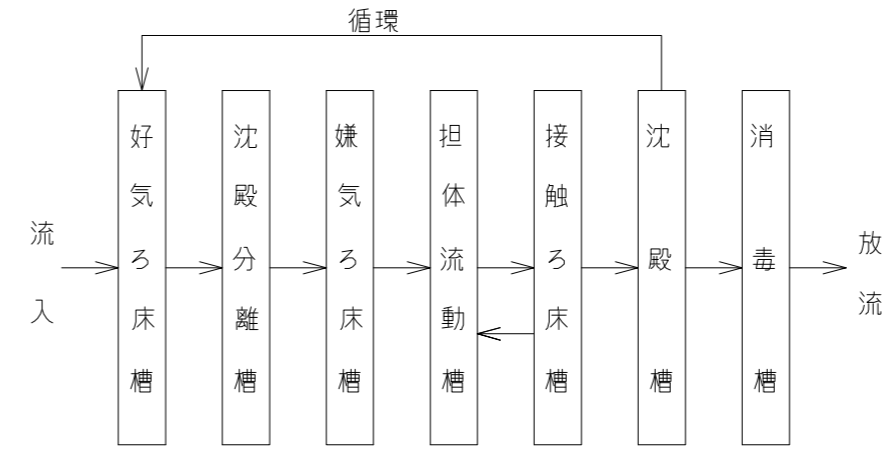 循環
流入
好気ろ床槽
沈殿分離槽
嫌気ろ床槽
担体流動槽
接触ろ床槽
沈殿槽
消毒槽
放流